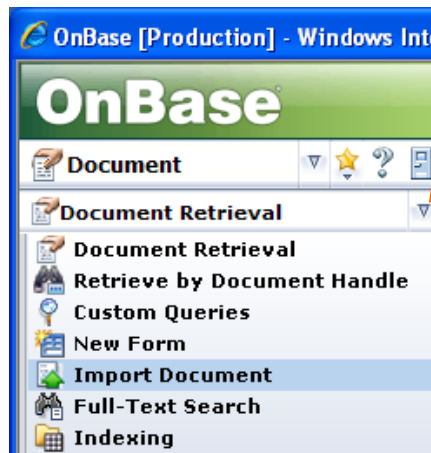 OnBase [Production] - Windows Int
OnBase
Document
Document Retrieval
Document Retrieval
Retrieve by Document Handle
Custom Queries
New Form
Import Document
Full-Text Search
Indexing